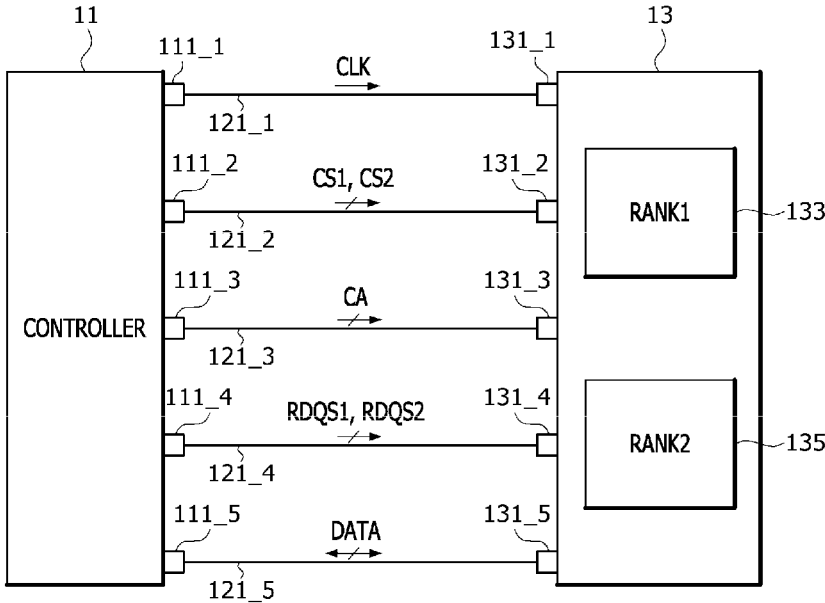 11
13
111_1
CLK
131_1
121_1
111_2
CS1, CS2
131_2
121_2
RANK1
133
111_3
CA
131_3
CONTROLLER
121_3
111_4
RDQS1, RDQS2
131_4
121_4
RANK2
135
111_5
DATA
131_5
121_5